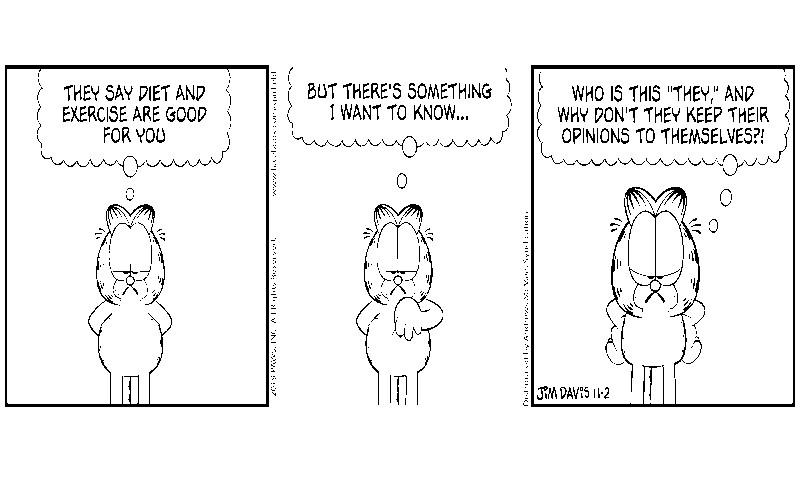 THEY SAY DIET AND
EXERCISE ARE GOOD
FOR YOU
BUT THERE'S SOMETHING
I WANT TO KNOW...
WHO IS THIS "THEY," AND
WHY DON'T THEY KEEP THEIR
OPINIONS TO THEMSELVES?!
JIM DAVIS 11-2